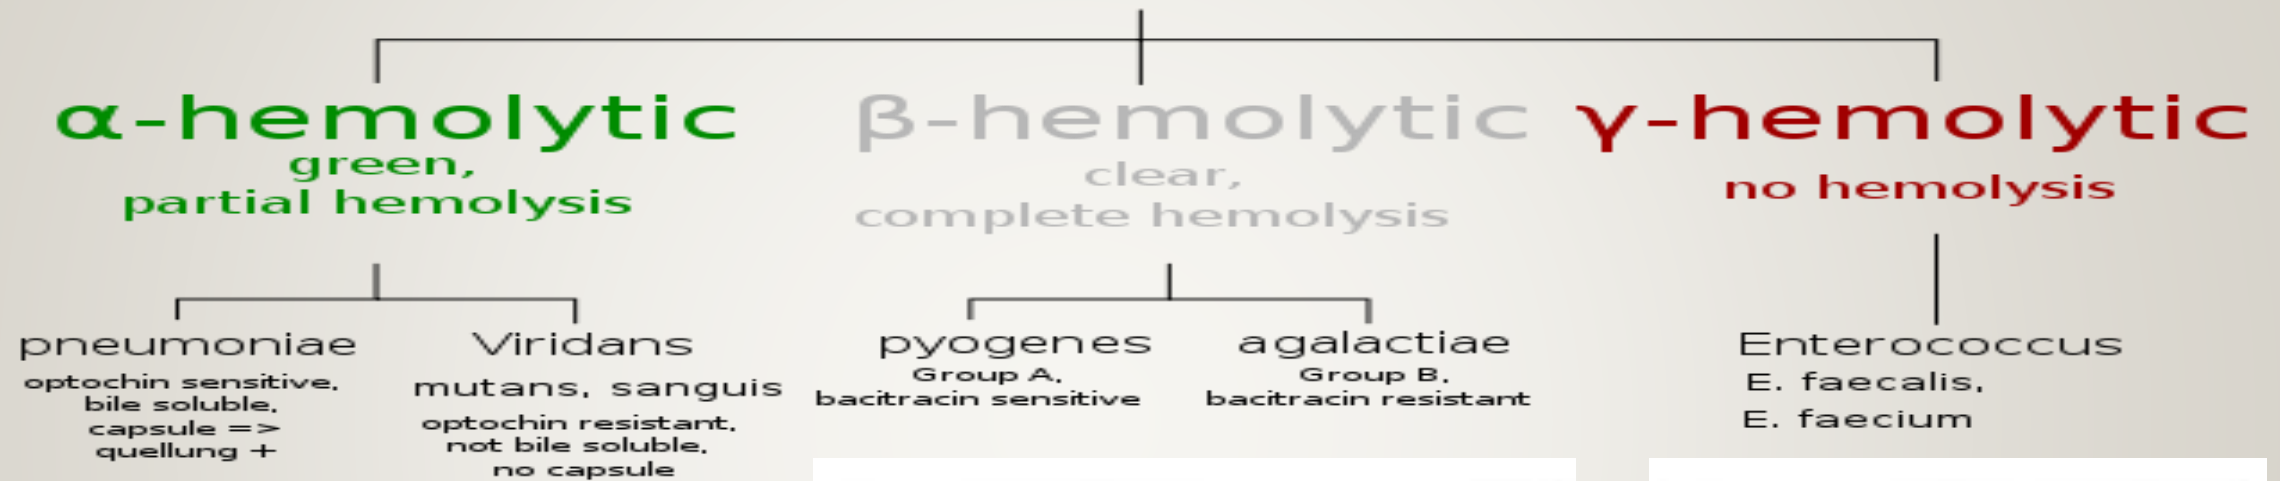 α-hemolytic
green,
partial hemolysis
pneumoniae
optochin sensitive,
bile soluble,
capsule =>
quellung +
Viridans
mutans, sanguis
optochin resistant,
not bile soluble,
no capsule
β-hemolytic
clear,
complete hemolysis
pyogenes
Group A,
bacitracin sensitive
agalactiae
Group B,
bacitracin resistant
γ-hemolytic
no hemolysis
Enterococcus
E. faecalis,
E. faecium